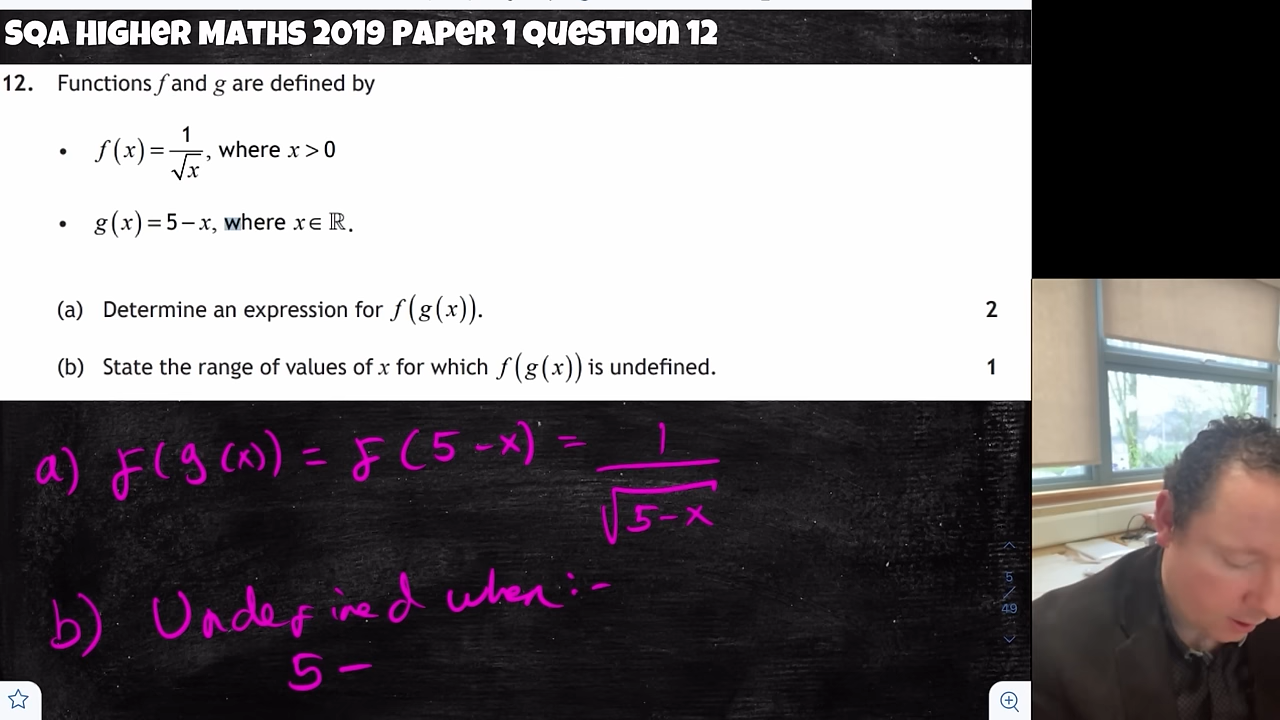 SQA HIGHER MATHS 2019 PAPER 1 QUESTION 12
12. Functions f and g are defined by
• f(x) = 1/√x, where x > 0
• g(x) = 5 − x, where x ∈ ℝ.
(a) Determine an expression for f(g(x)). 2
(b) State the range of values of x for which f(g(x)) is undefined. 1
a) f(g(x)) = f(5-x) = 1/√(5-x)
b) Undefined when :-
5 -
5
/
49